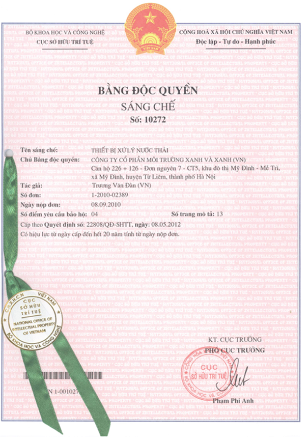 BỘ KHOA HỌC VÀ CÔNG NGHỆ
CỤC SỞ HỮU TRÍ TUỆ
CỘNG HOÀ XÃ HỘI CHỦ NGHĨA VIỆT NAM
Độc lập - Tự do - Hạnh phúc
BẰNG ĐỘC QUYỀN
SÁNG CHẾ
Số: 10272
Tên sáng chế: THIẾT BỊ XỬ LÝ NƯỚC THẢI
Chủ Bằng độc quyền: CÔNG TY CỔ PHẦN MÔI TRƯỜNG XANH VÀ XANH (VN)
Căn hộ 226 + 126 - Đơn nguyên 7 - CT5, khu đô thị Mỹ Đình - Mễ Trì,
xã Mỹ Đình, huyện Từ Liêm, thành phố Hà Nội
Tác giả: Trương Văn Đàn (VN)
Số đơn: 1-2010-02389
Ngày nộp đơn: 08.09.2010
Số điểm yêu cầu bảo hộ: 04 Số trang mô tả: 13
Cấp theo Quyết định số: 22808/QĐ-SHTT, ngày: 08.05.2012
Có hiệu lực từ ngày cấp đến hết 20 năm tính từ ngày nộp đơn.
CỤC
SỞ HỮU
TRÍ TUỆ
NATIONAL OFFICE OF
INTELLECTUAL PROPERTY
OF VIETNAM
BỘ KHOA HỌC VÀ CÔNG NGHỆ
KT. CỤC TRƯỞNG
PHÓ CỤC TRƯỞNG
CỤC
SỞ HỮU TRÍ TUỆ
Phạm Phi Anh